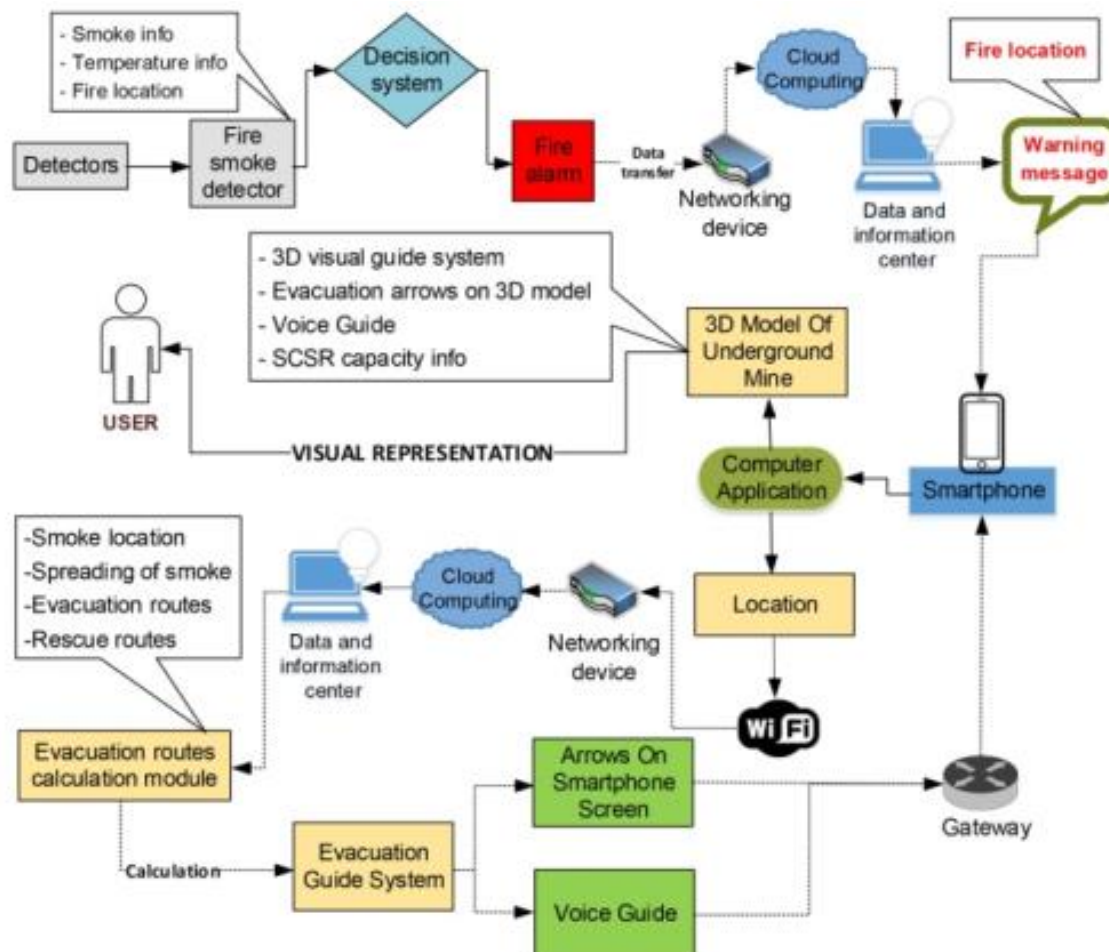 - Smoke info
- Temperature info
- Fire location
Decision
system
Cloud
Computing
Fire location
Detectors
Fire
smoke
detector
Fire
alarm
Data
transfer
Networking
device
Data and
information
center
Warning
message
- 3D visual guide system
- Evacuation arrows on 3D model
- Voice Guide
- SCSR capacity info
3D Model Of
Underground
Mine
USER
VISUAL REPRESENTATION
Computer
Application
Smartphone
-Smoke location
-Spreading of smoke
-Evacuation routes
-Rescue routes
Data and
information
center
Cloud
Computing
Networking
device
Location
Wi Fi
Evacuation routes
calculation module
Calculation
Evacuation
Guide System
Arrows On
Smartphone
Screen
Voice Guide
Gateway